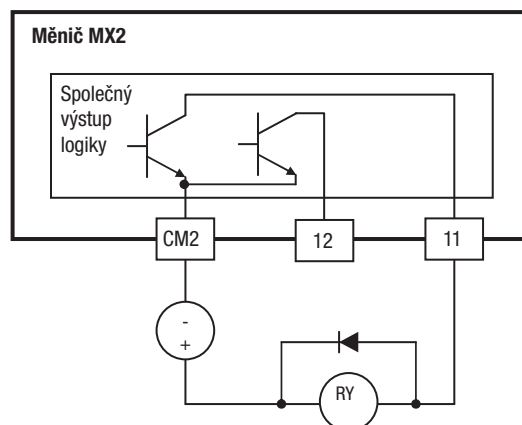 Měnič MX2
Společný
výstup
logiky
CM2
12
11
-
+
RY